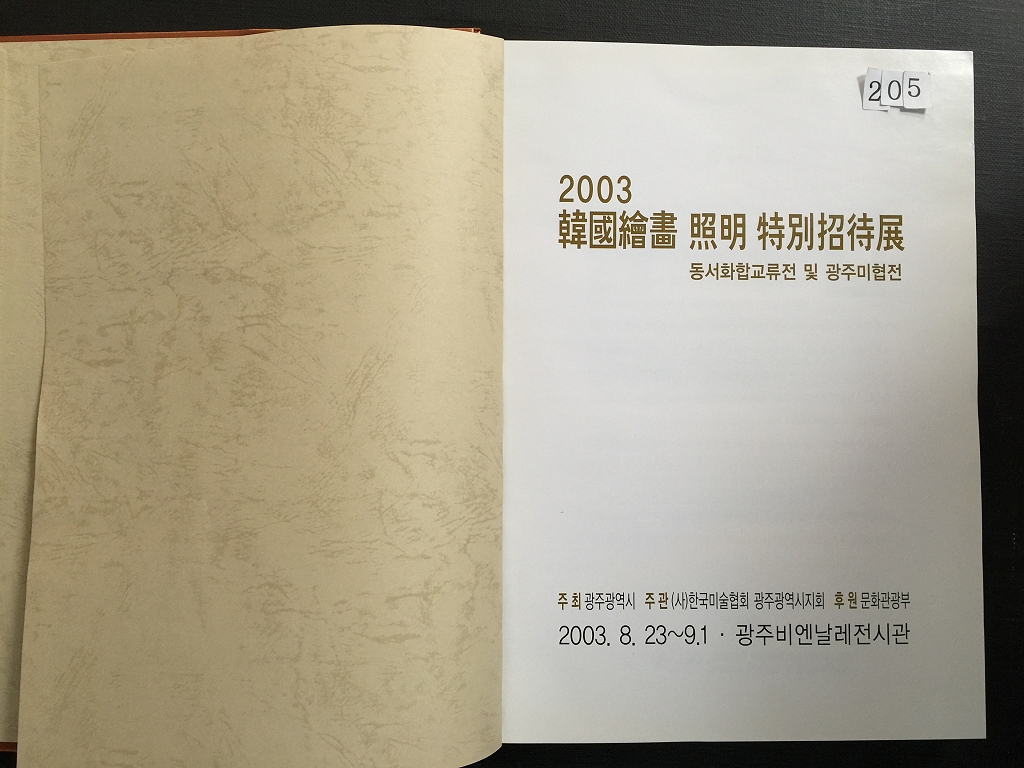 205
2003
韓國繪畵 照明 特別招待展
동서화합교류전 및 광주미협전
주최 광주광역시 주관 (사)한국미술협회 광주광역시지회 후원 문화관광부
2003. 8. 23~9.1 · 광주비엔날레전시관